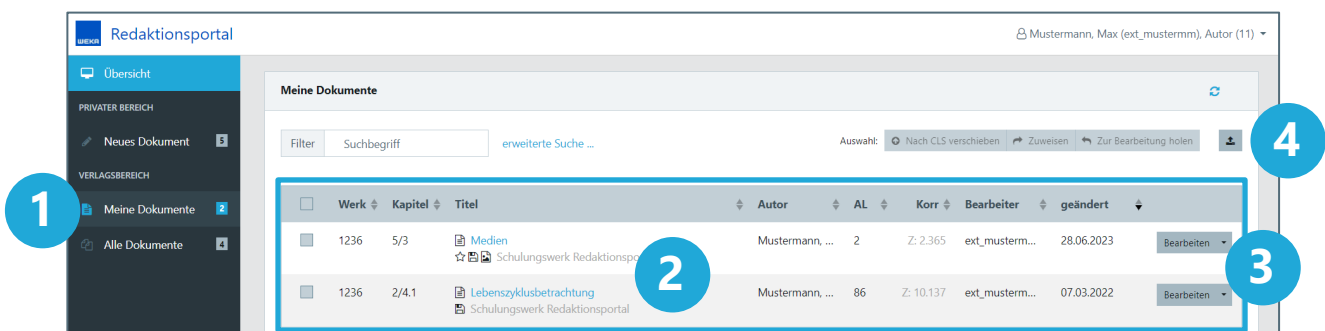 WEKA Redaktionsportal
Mustermann, Max (ext_mustermm), Autor (11)
Übersicht
PRIVATER BEREICH
Neues Dokument 5
VERLAGSBEREICH
1 Meine Dokumente 2
Alle Dokumente 4
Meine Dokumente
Filter Suchbegriff erweiterte Suche ...
Auswahl: Nach CLS verschieben Zuweisen Zur Bearbeitung holen
4
Werk Kapitel Titel Autor AL Korr Bearbeiter geändert
1236 5/3 Medien Mustermann, ... 2 Z: 2.365 ext_musterm... 28.06.2023 Bearbeiten
Schulungswerk
2
3
1236 2/4.1 Lebenszyklusbetrachtung Mustermann, ... 86 Z: 10.137 ext_musterm... 07.03.2022 Bearbeiten
Schulungswerk Redaktionsportal